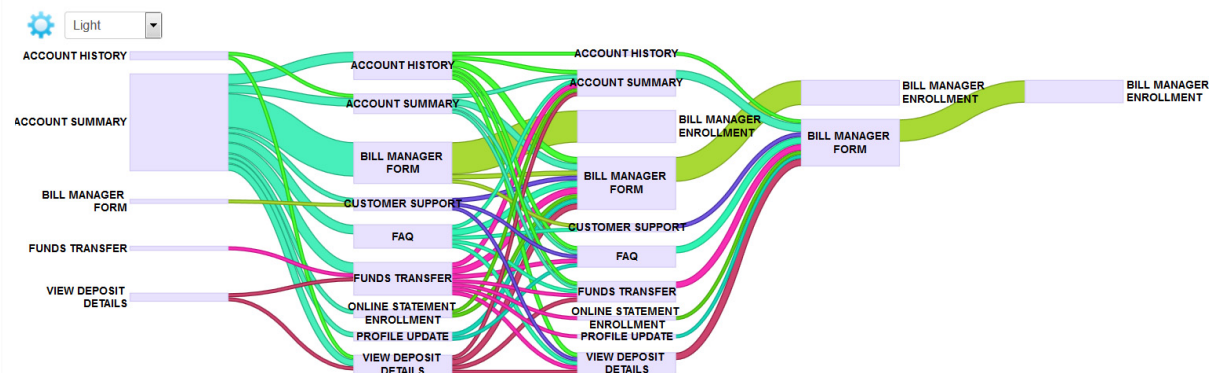 Light
ACCOUNT HISTORY
ACCOUNT SUMMARY
BILL MANAGER
FORM
FUNDS TRANSFER
VIEW DEPOSIT
DETAILS
ACCOUNT HISTORY
ACCOUNT SUMMARY
BILL MANAGER
FORM
CUSTOMER SUPPORT
FAQ
FUNDS TRANSFER
ONLINE STATEMENT
ENROLLMENT
PROFILE UPDATE
VIEW DEPOSIT
DETAILS
ACCOUNT HISTORY
ACCOUNT SUMMARY
BILL MANAGER
ENROLLMENT
BILL MANAGER
FORM
CUSTOMER SUPPORT
FAQ
FUNDS TRANSFER
ONLINE STATEMENT
ENROLLMENT
PROFILE UPDATE
VIEW DEPOSIT
DETAILS
BILL MANAGER
ENROLLMENT
BILL MANAGER
FORM
BILL MANAGER
ENROLLMENT